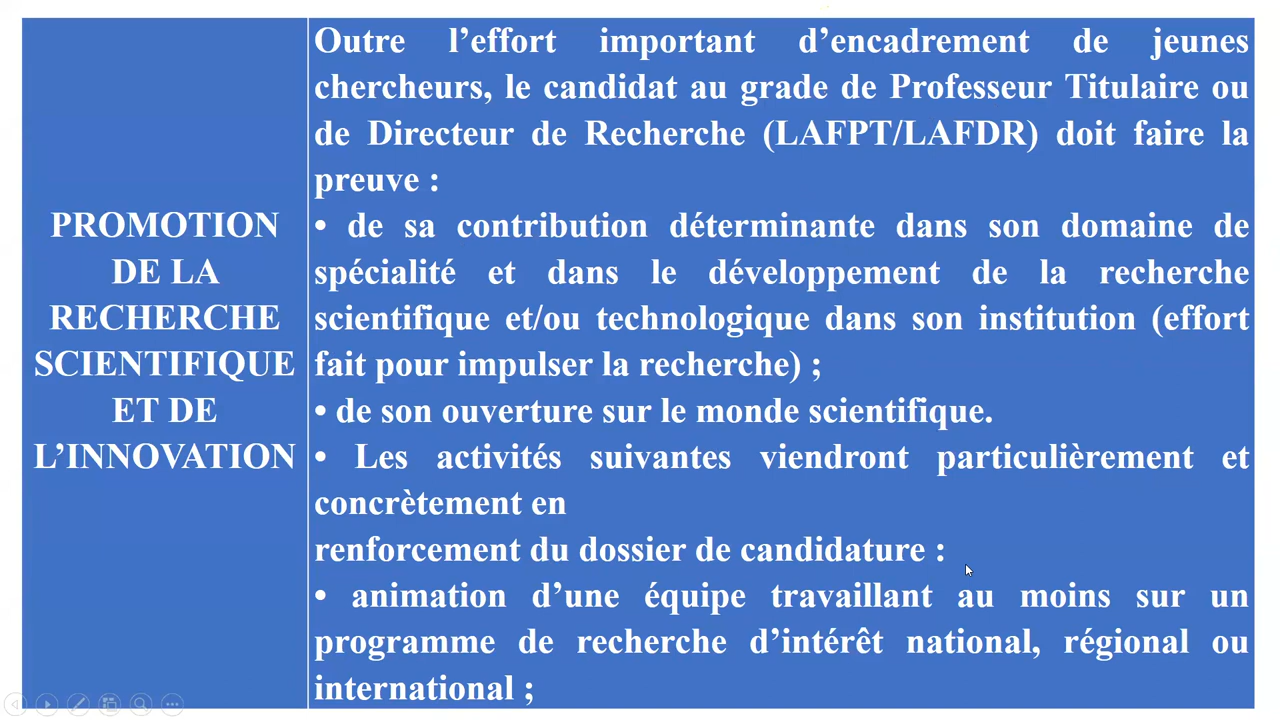 PROMOTION
DE LA
RECHERCHE
SCIENTIFIQUE
ET DE
L’INNOVATION
Outre l’effort important d’encadrement de jeunes
chercheurs, le candidat au grade de Professeur Titulaire ou
de Directeur de Recherche (LAFPT/LAFDR) doit faire la
preuve :
• de sa contribution déterminante dans son domaine de
spécialité et dans le développement de la recherche
scientifique et/ou technologique dans son institution (effort
fait pour impulser la recherche) ;
• de son ouverture sur le monde scientifique.
• Les activités suivantes viendront particulièrement et
concrètement en
renforcement du dossier de candidature :
• animation d’une équipe travaillant au moins sur un
programme de recherche d’intérêt national, régional ou
international ;